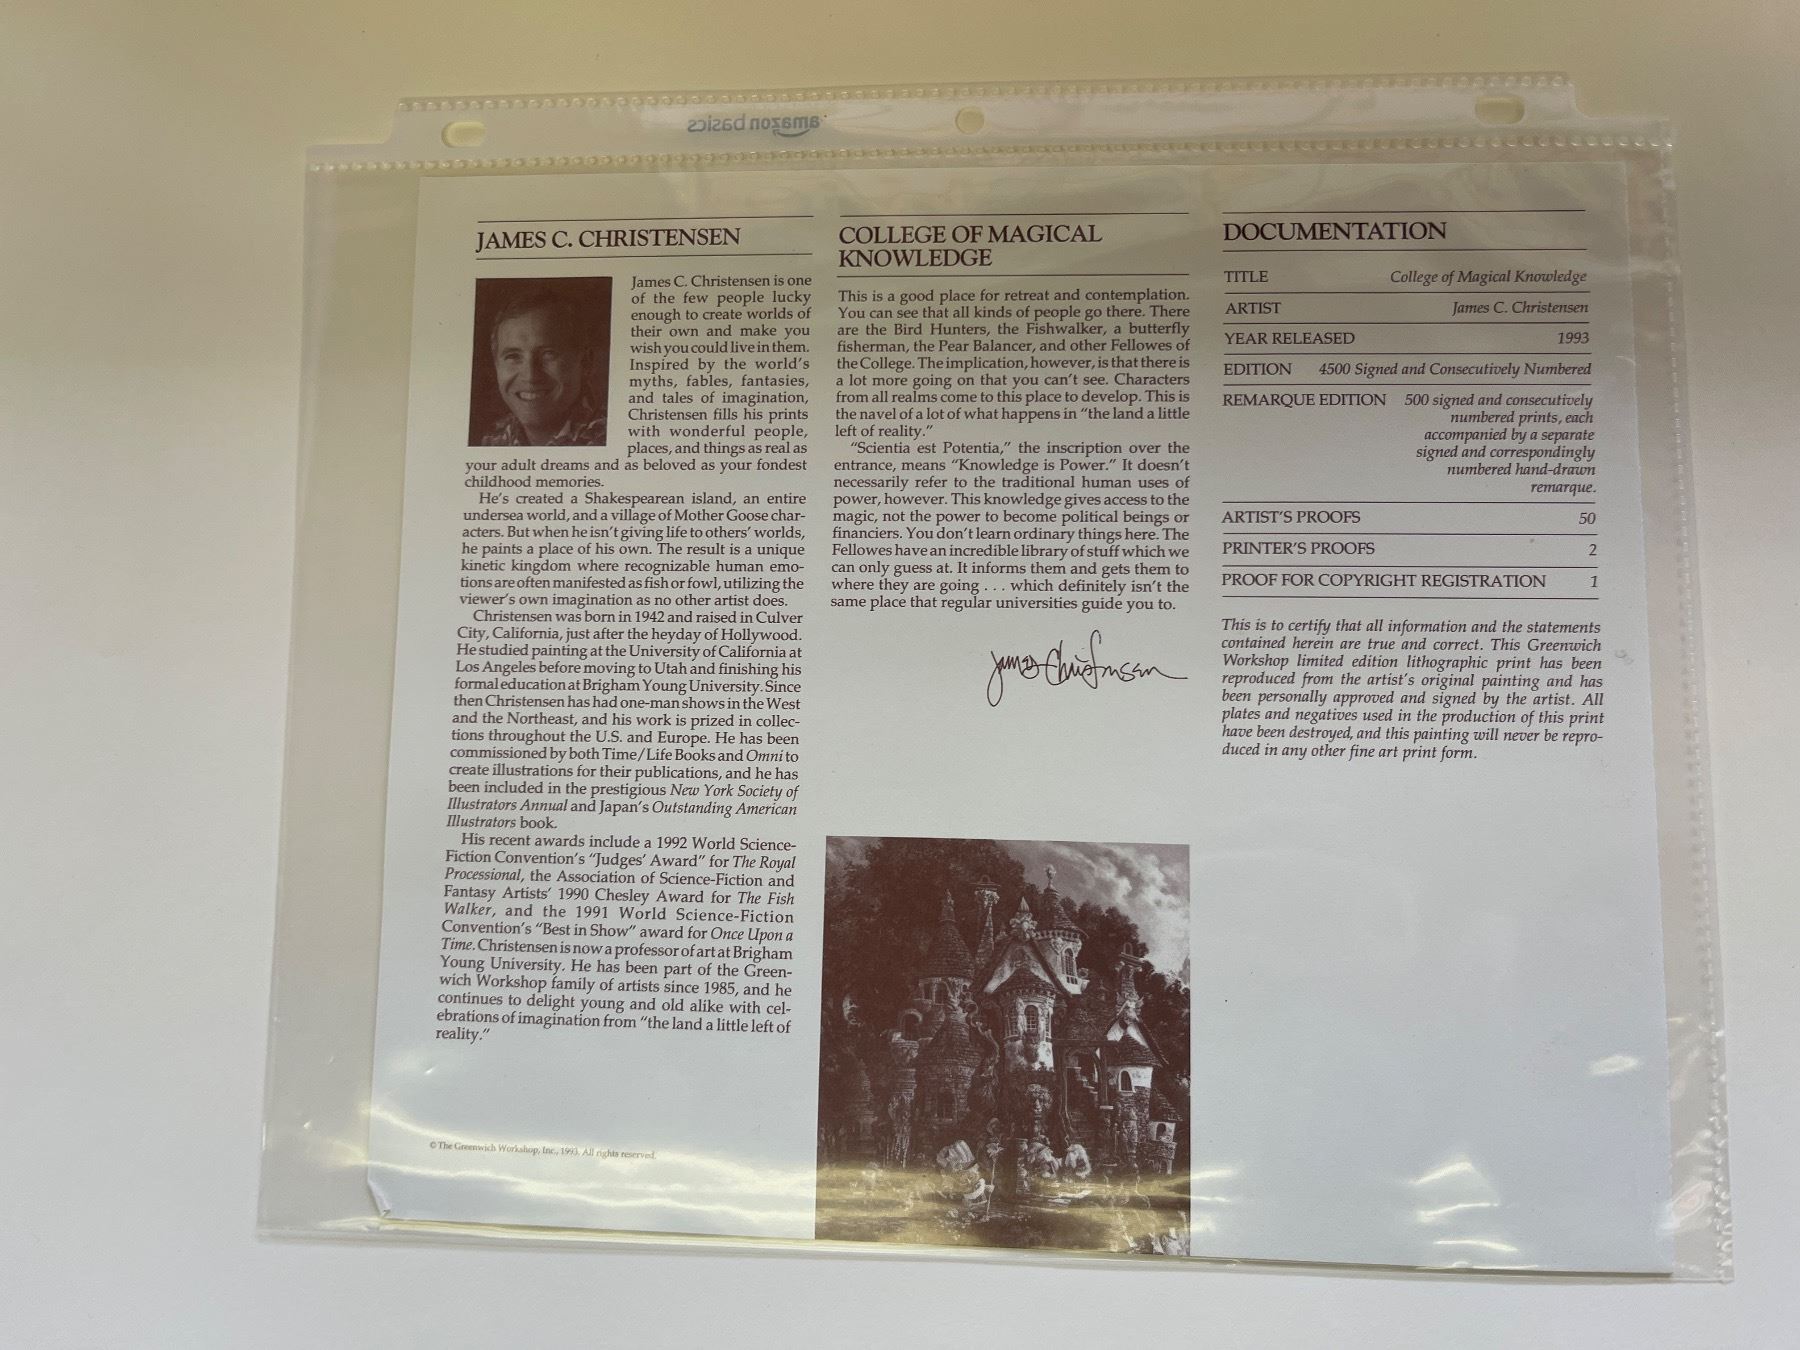 amazon basics
JAMES C. CHRISTENSEN
James C. Christensen is one
of the few people lucky
enough to create worlds of
their own and make you
wish you could live in them.
Inspired by the world's
myths, fables, fantasies,
and tales of imagination,
Christensen fills his prints
with wonderful people,
places, and things as real as
your adult dreams and as beloved as your fondest
childhood memories.
He's created a Shakespearean island, an entire
undersea world, and a village of Mother Goose char-
acters. But when he isn't giving life to others' worlds,
he paints a place of his own. The result is a unique
kinetic kingdom where recognizable human emo-
tions are often manifested as fish or fowl, utilizing the
viewer's own imagination as no other artist does.
Christensen was born in 1942 and raised in Culver
City, California, just after the heyday of Hollywood.
He studied painting at the University of California at
Los Angeles before moving to Utah and finishing his
formal education at Brigham Young University. Since
then Christensen has had one-man shows in the West
and the Northeast, and his work is prized in collec-
tions throughout the U.S. and Europe. He has been
commissioned by both Time/Life Books and Omni to
create illustrations for their publications, and he has
been included in the prestigious New York Society of
Illustrators Annual and Japan's Outstanding American
Illustrators book.
His recent awards include a 1992 World Science-
Fiction Convention's "Judges' Award" for The Royal
Processional, the Association of Science-Fiction and
Fantasy Artists' 1990 Chesley Award for The Fish
Walker, and the 1991 World Science-Fiction
Convention's "Best in Show" award for Once Upon a
Time. Christensen is now a professor of art at Brigham
Young University. He has been part of the Green-
wich Workshop family of artists since 1985, and he
continues to delight young and old alike with cel-
ebrations of imagination from "the land a little left of
reality."
© The Greenwich Workshop, Inc., 1993. All rights reserved.
COLLEGE OF MAGICAL
KNOWLEDGE
This is a good place for retreat and contemplation.
You can see that all kinds of people go there. There
are the Bird Hunters, the Fishwalker, a butterfly
fisherman, the Pear Balancer, and other Fellowes of
the College. The implication, however, is that there is
a lot more going on that you can't see. Characters
from all realms come to this place to develop. This is
the navel of a lot of what happens in "the land a little
left of reality."
"Scientia est Potentia," the inscription over the
entrance, means "Knowledge is Power." It doesn't
necessarily refer to the traditional human uses of
power, however. This knowledge gives access to the
magic, not the power to become political beings or
financiers. You don't learn ordinary things here. The
Fellowes have an incredible library of stuff which we
can only guess at. It informs them and gets them to
where they are going . . . which definitely isn't the
same place that regular universities guide you to.
James Christensen
DOCUMENTATION
TITLE College of Magical Knowledge
ARTIST James C. Christensen
YEAR RELEASED 1993
EDITION 4500 Signed and Consecutively Numbered
REMARQUE EDITION 500 signed and consecutively
numbered prints, each
accompanied by a separate
signed and correspondingly
numbered hand-drawn
remarque.
ARTIST'S PROOFS 50
PRINTER'S PROOFS 2
PROOF FOR COPYRIGHT REGISTRATION 1
This is to certify that all information and the statements
contained herein are true and correct. This Greenwich
Workshop limited edition lithographic print has been
reproduced from the artist's original painting and has
been personally approved and signed by the artist. All
plates and negatives used in the production of this print
have been destroyed, and this painting will never be repro-
duced in any other fine art print form.